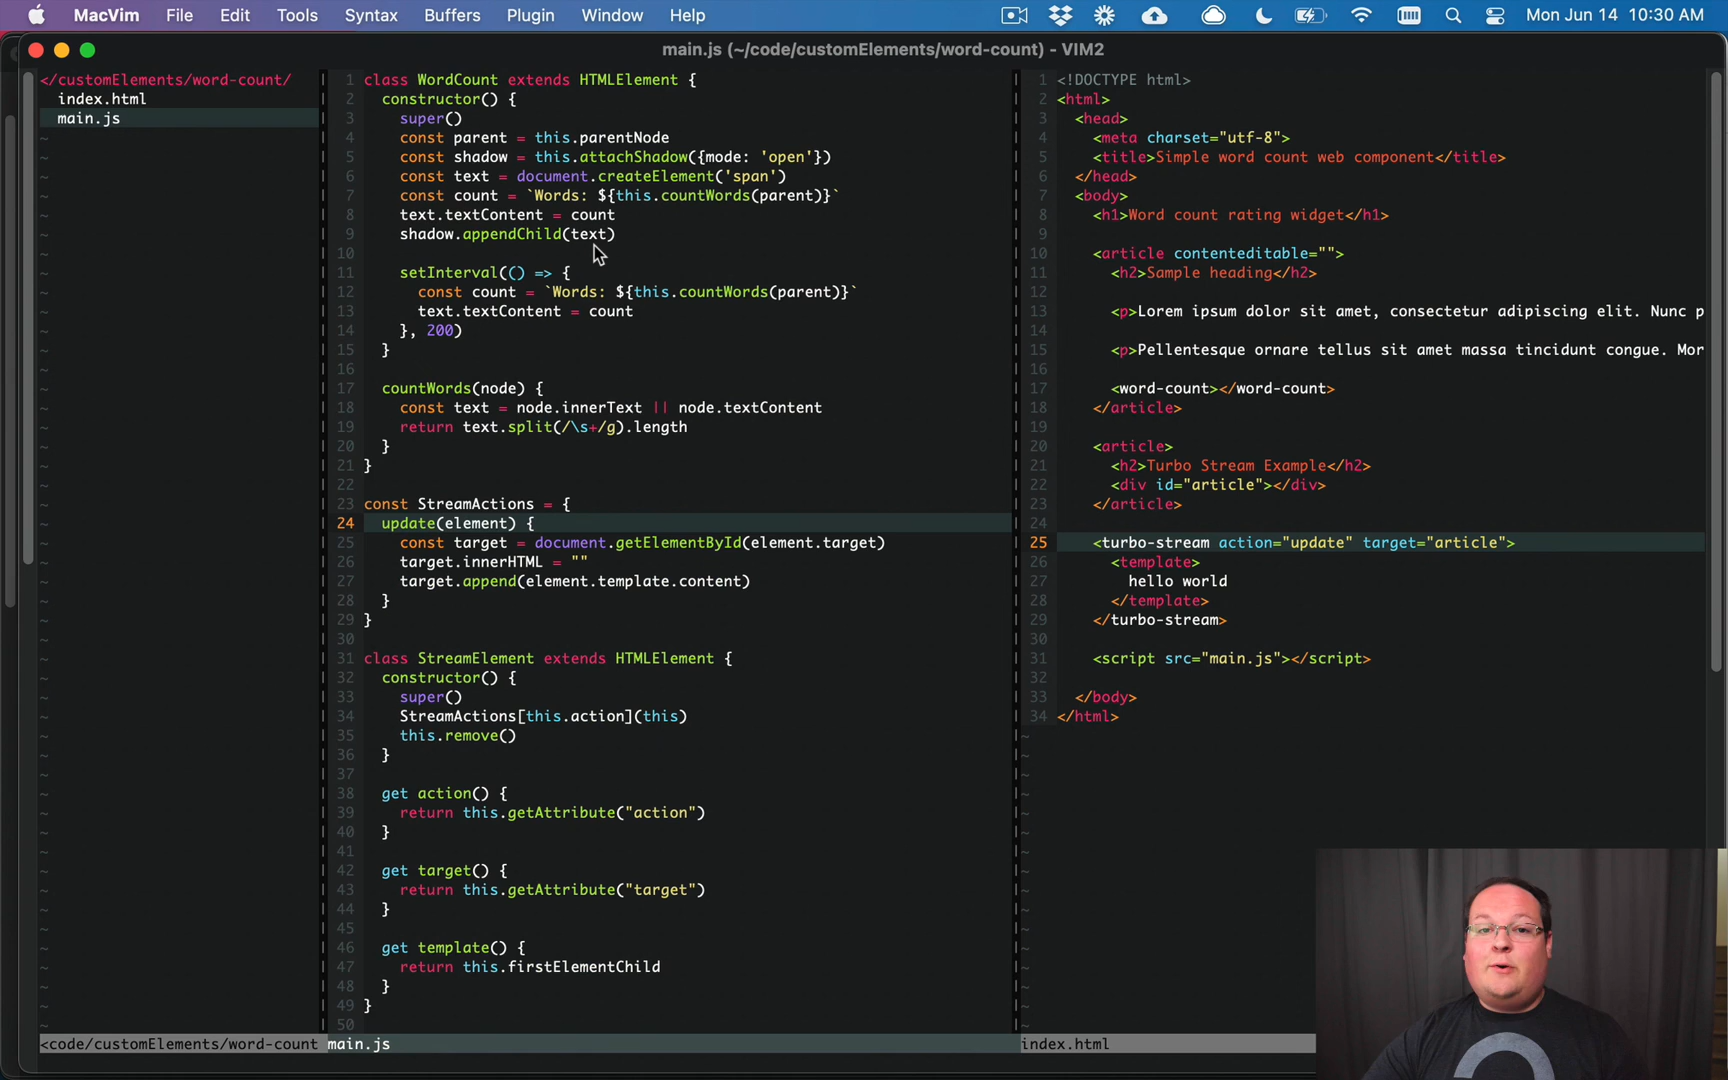 MacVim File Edit Tools Syntax Buffers Plugin Window Help Mon Jun 14 10:30 AM
main.js (~/code/customElements/word-count) - VIM2
</customElements/word-count/
index.html
main.js
1 class WordCount extends HTMLElement {
2 constructor() {
3 super()
4 const parent = this.parentNode
5 const shadow = this.attachShadow({mode: 'open'})
6 const text = document.createElement('span')
7 const count = `Words: ${this.countWords(parent)}`
8 text.textContent = count
9 shadow.appendChild(text)
10
11 setInterval(() => {
12 const count = `Words: ${this.countWords(parent)}`
13 text.textContent = count
14 }, 200)
15 }
16
17 countWords(node) {
18 const text = node.innerText || node.textContent
19 return text.split(/\s+/g).length
20 }
21 }
22
23 const StreamActions = {
24 update(element) {
25 const target = document.getElementById(element.target)
26 target.innerHTML = ""
27 target.append(element.template.content)
28 }
29 }
30
31 class StreamElement extends HTMLElement {
32 constructor() {
33 super()
34 StreamActions[this.action](this)
35 this.remove()
36 }
37
38 get action() {
39 return this.getAttribute("action")
40 }
41
42 get target() {
43 return this.getAttribute("target")
44 }
45
46 get template() {
47 return this.firstElementChild
48 }
49 }
50
1 <!DOCTYPE html>
2 <html>
3 <head>
4 <meta charset="utf-8">
5 <title>Simple word count web component</title>
6 </head>
7 <body>
8 <h1>Word count rating widget</h1>
9
10 <article contenteditable="">
11 <h2>Sample heading</h2>
12
13 <p>Lorem ipsum dolor sit amet, consectetur adipiscing elit. Nunc p
14
15 <p>Pellentesque ornare tellus sit amet massa tincidunt congue. Mor
16
17 <word-count></word-count>
18 </article>
19
20 <article>
21 <h2>Turbo Stream Example</h2>
22 <div id="article"></div>
23 </article>
24
25 <turbo-stream action="update" target="article">
26 <template>
27 hello world
28 </template>
29 </turbo-stream>
30
31 <script src="main.js"></script>
32
33 </body>
34 </html>
<code/customElements/word-count main.js index.html